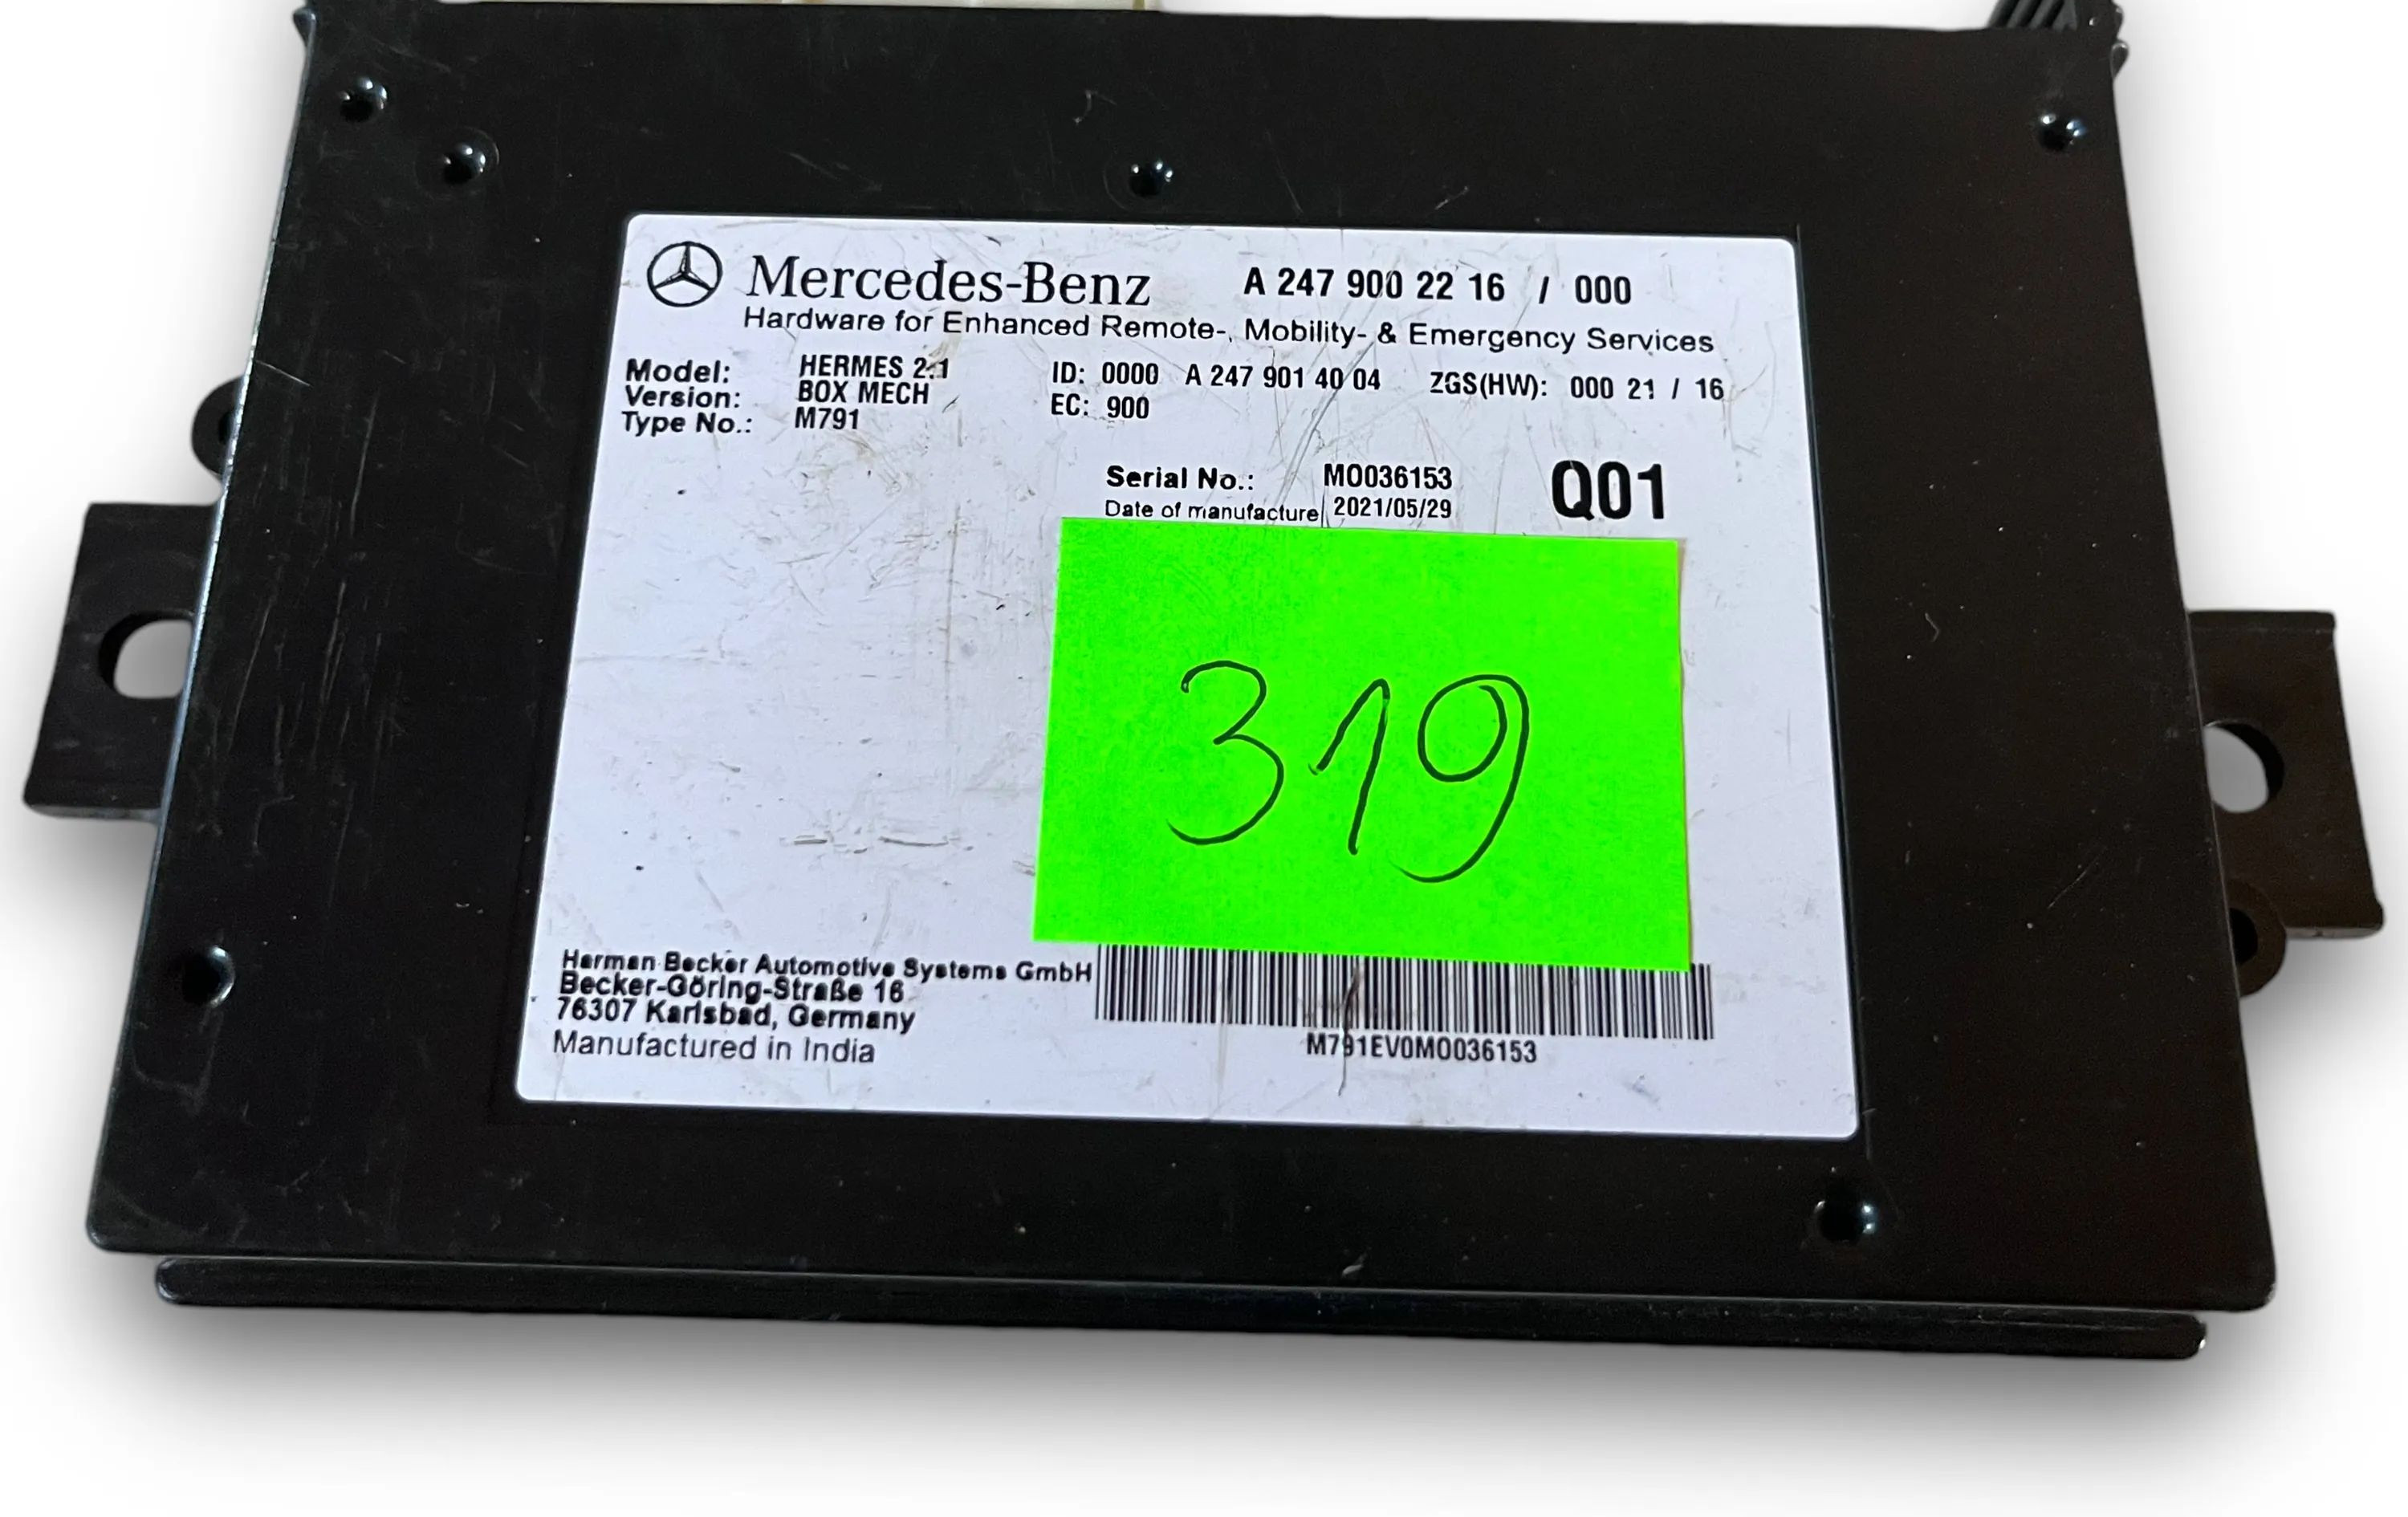 Mercedes-Benz A 247 900 22 16 / 000
Hardware for Enhanced Remote-, Mobility- & Emergency Services
Model: HERMES 2.1 ID: 0000 A 247 901 40 04 ZGS(HW): 000 21 / 16
Version: BOX MECH EC: 900
Type No.: M791
Serial No.: M0036153 Q01
Date of manufacture 2021/05/29
319
Harman Becker Automotive Systems GmbH
Becker-Göring-Straße 16
76307 Karlsbad, Germany
Manufactured in India
M791EV0M0036153